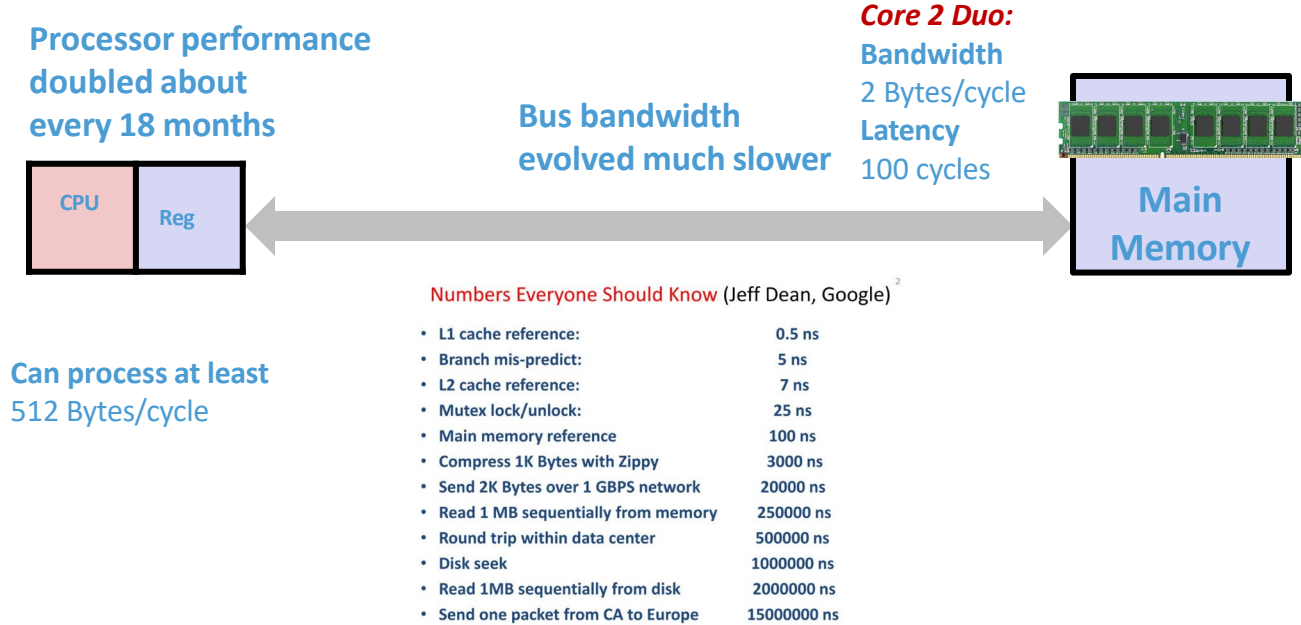 Processor performance
doubled about
every 18 months
CPU
Reg
Bus bandwidth
evolved much slower
Core 2 Duo:
Bandwidth
2 Bytes/cycle
Latency
100 cycles
Main
Memory
Can process at least
512 Bytes/cycle
Numbers Everyone Should Know (Jeff Dean, Google) 2
• L1 cache reference: 0.5 ns
• Branch mis-predict: 5 ns
• L2 cache reference: 7 ns
• Mutex lock/unlock: 25 ns
• Main memory reference 100 ns
• Compress 1K Bytes with Zippy 3000 ns
• Send 2K Bytes over 1 GBPS network 20000 ns
• Read 1 MB sequentially from memory 250000 ns
• Round trip within data center 500000 ns
• Disk seek 1000000 ns
• Read 1MB sequentially from disk 2000000 ns
• Send one packet from CA to Europe 15000000 ns